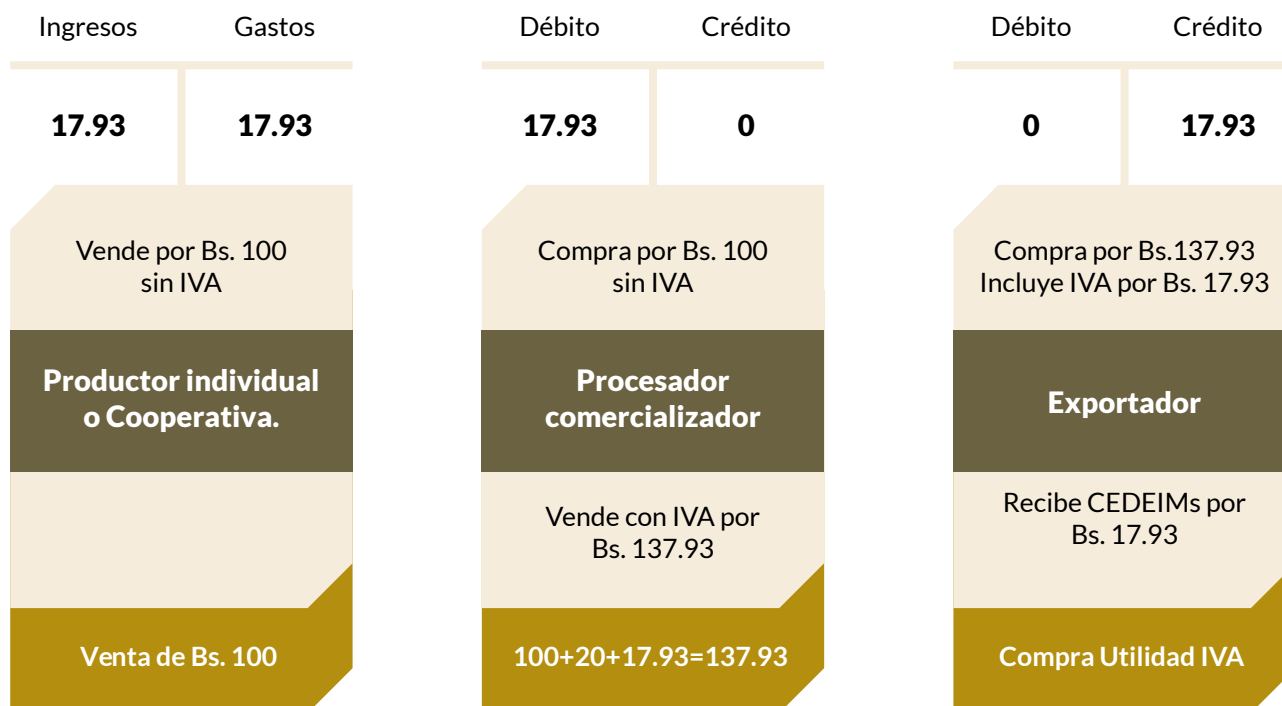 Ingresos Gastos
17.93 17.93
Vende por Bs. 100
sin IVA
Productor individual
o Cooperativa.
Venta de Bs. 100
Débito Crédito
17.93 0
Compra por Bs. 100
sin IVA
Procesador
comercializador
Vende con IVA por
Bs. 137.93
100+20+17.93=137.93
Débito Crédito
0 17.93
Compra por Bs.137.93
Incluye IVA por Bs. 17.93
Exportador
Recibe CEDEIMs por
Bs. 17.93
Compra Utilidad IVA